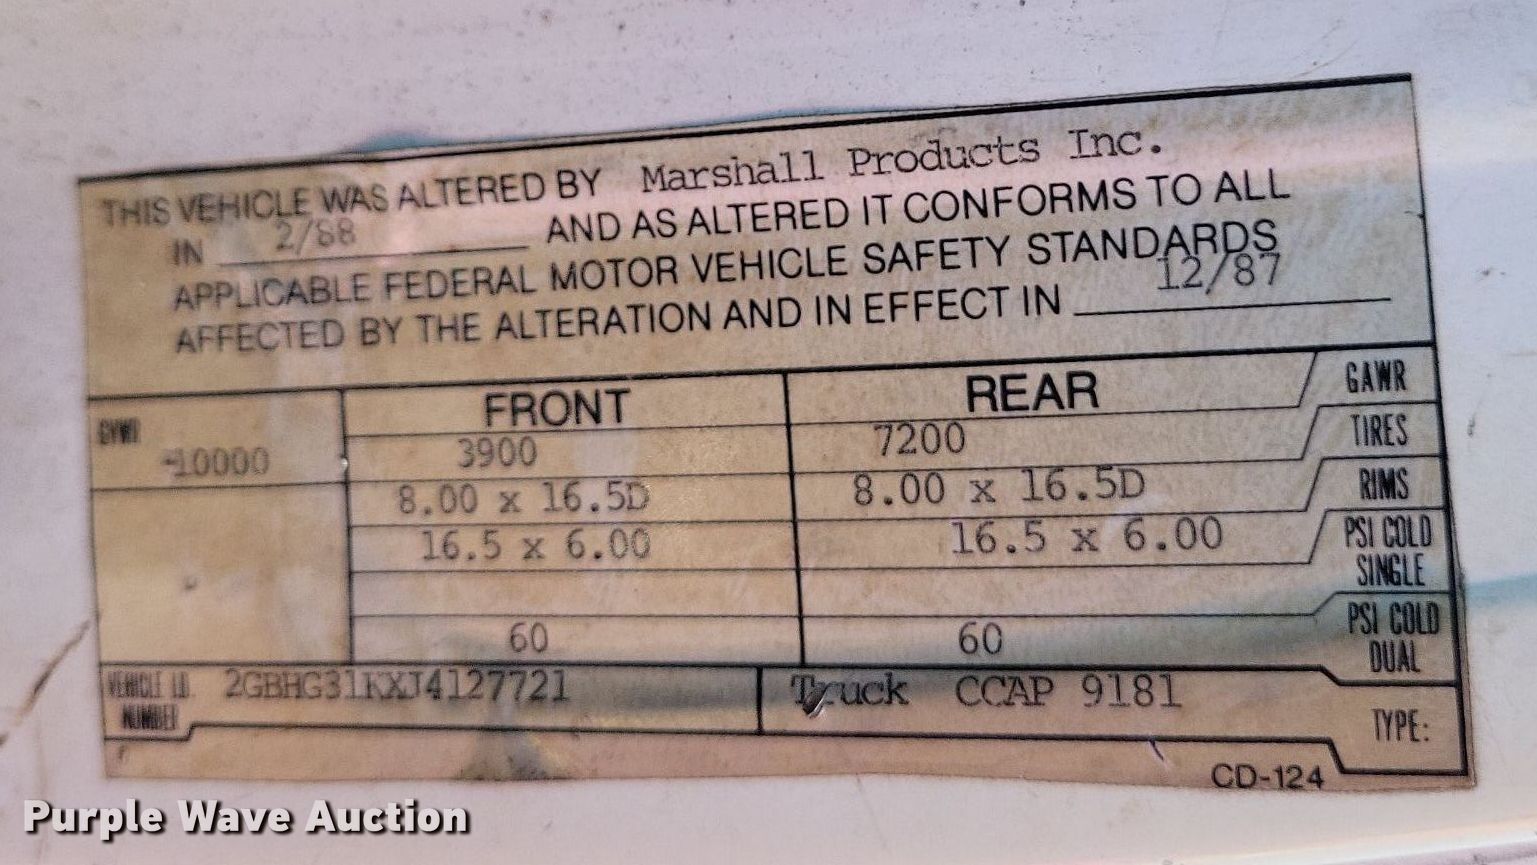 THIS VEHICLE WAS ALTERED BY Marshall Products Inc.
IN 2/88 AND AS ALTERED IT CONFORMS TO ALL
APPLICABLE FEDERAL MOTOR VEHICLE SAFETY STANDARDS
AFFECTED BY THE ALTERATION AND IN EFFECT IN 12/87
FRONT REAR GAWR
GVWR 10000 3900 7200 TIRES
8.00 x 16.5D 8.00 x 16.5D RIMS
16.5 x 6.00 16.5 x 6.00 PSI COLD
SINGLE
60 60 PSI COLD
DUAL
VEHICLE I.D. 2GBHG31KXJ4127721 Truck CCAP 9181
NUMBER TYPE:
CD-124
Purple Wave Auction